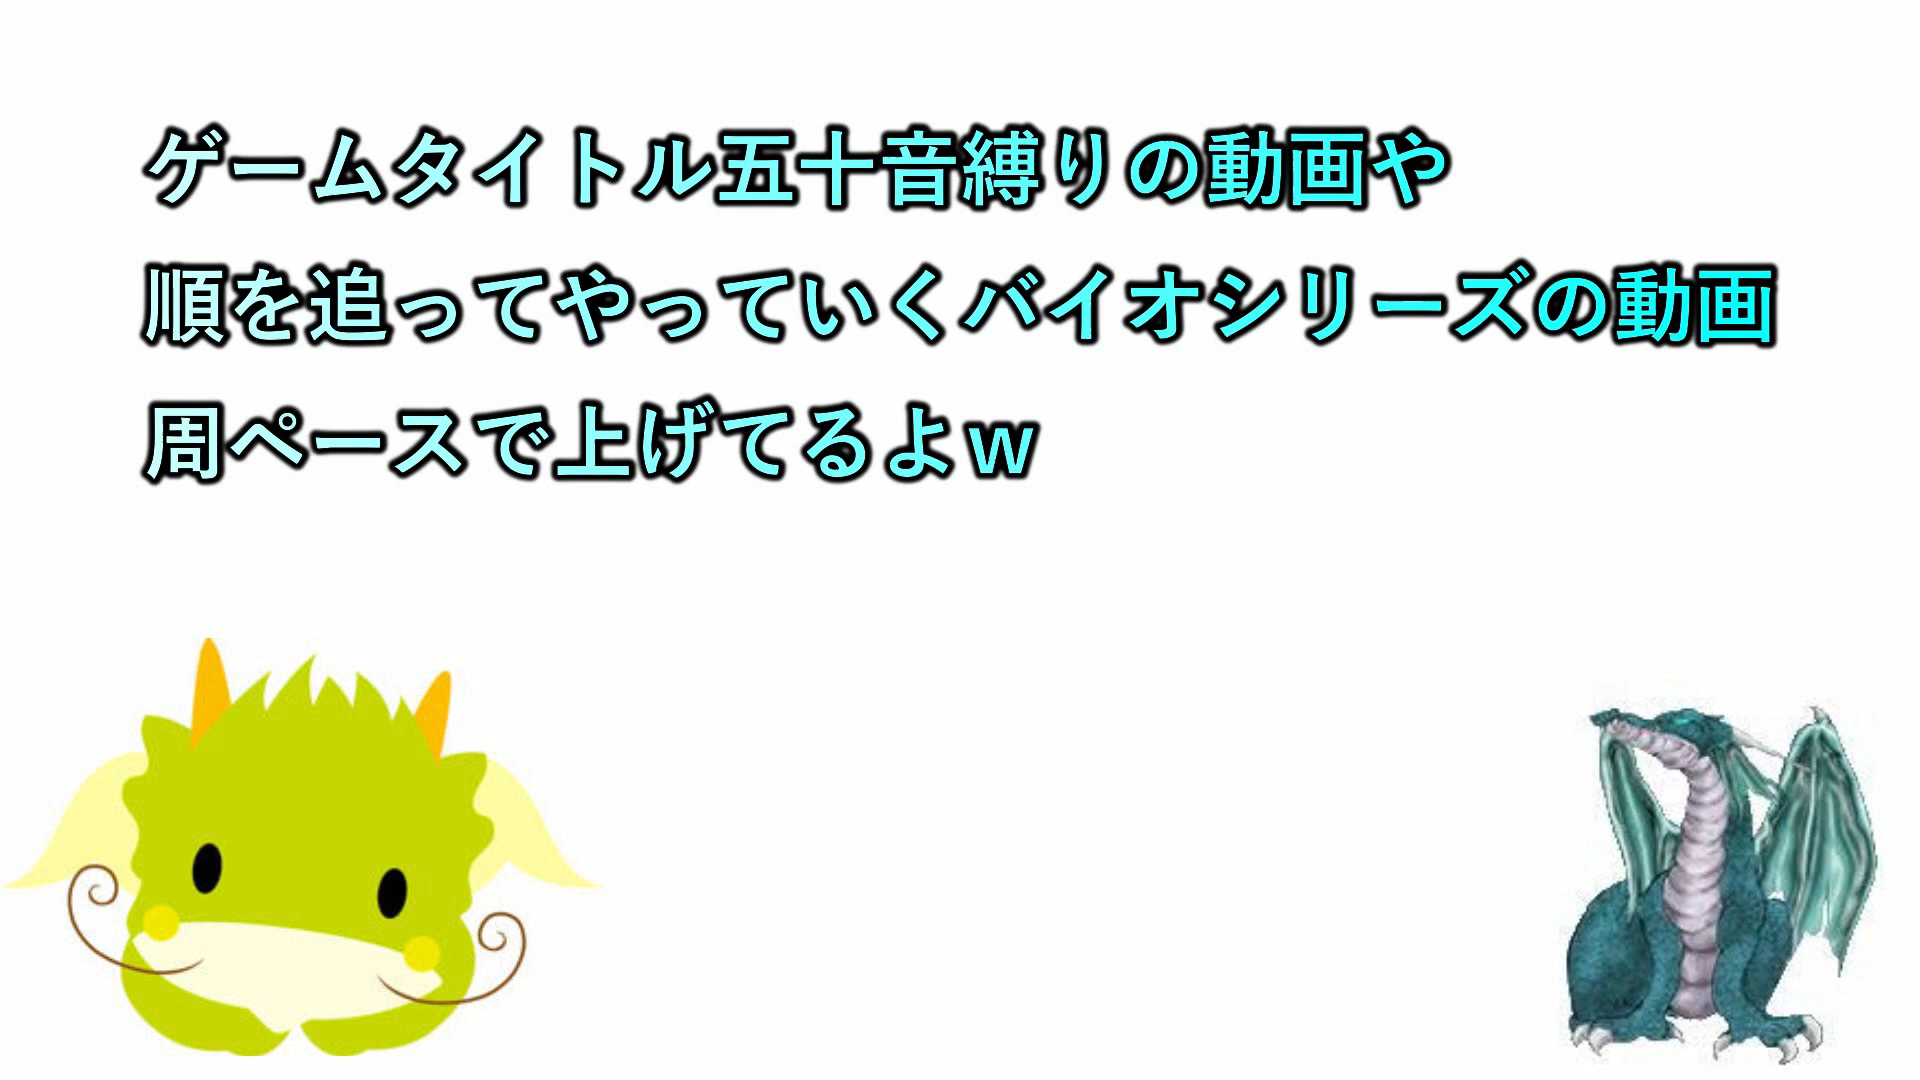 ゲームタイトル五十音縛りの動画や
順を追ってやっていくバイオシリーズの動画
周ペースで上げてるよw